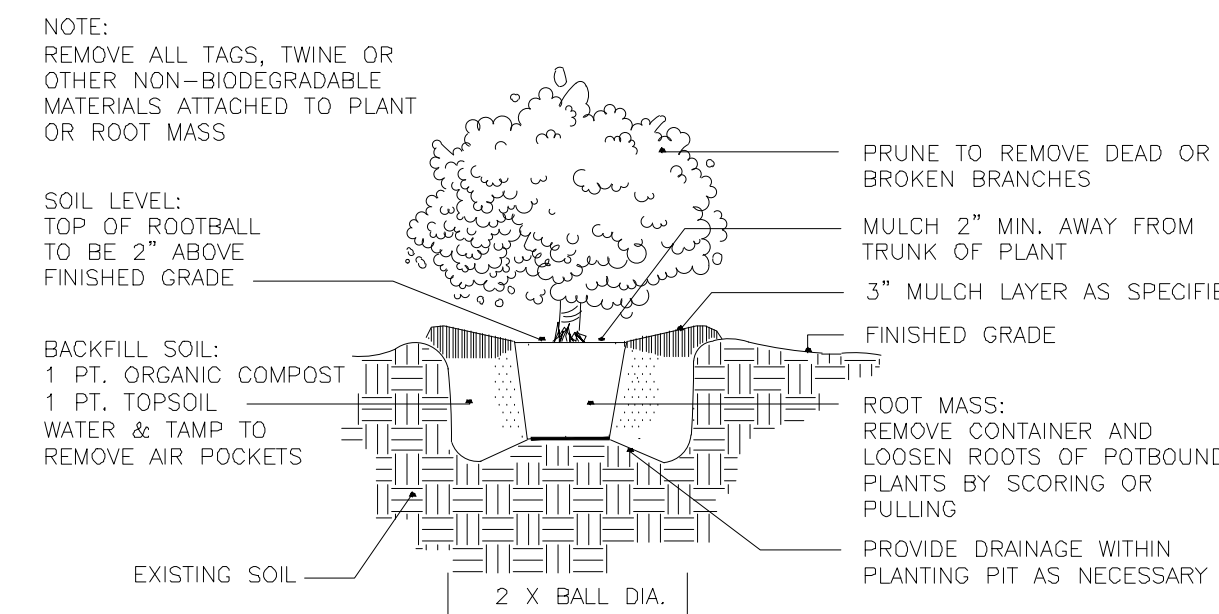 NOTE:
REMOVE ALL TAGS, TWINE OR
OTHER NON-BIODEGRADABLE
MATERIALS ATTACHED TO PLANT
OR ROOT MASS
SOIL LEVEL:
TOP OF ROOTBALL
TO BE 2" ABOVE
FINISHED GRADE
BACKFILL SOIL:
1 PT. ORGANIC COMPOST
1 PT. TOPSOIL
WATER & TAMP TO
REMOVE AIR POCKETS
EXISTING SOIL
2 X BALL DIA.
PRUNE TO REMOVE DEAD OR
BROKEN BRANCHES
MULCH 2" MIN. AWAY FROM
TRUNK OF PLANT
3" MULCH LAYER AS SPECIFIE
FINISHED GRADE
ROOT MASS:
REMOVE CONTAINER AND
LOOSEN ROOTS OF POTBOUND
PLANTS BY SCORING OR
PULLING
PROVIDE DRAINAGE WITHIN
PLANTING PIT AS NECESSARY